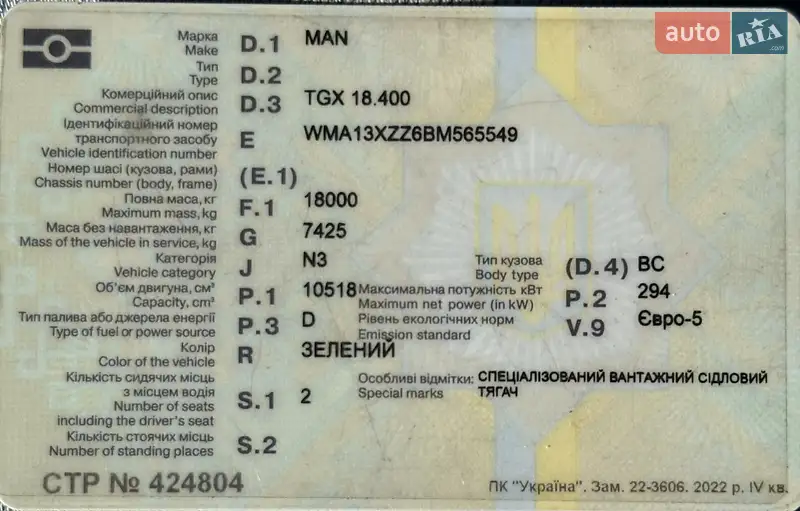 auto RIA .com
Марка D.1 MAN
Make
Тип D.2
Type
Комерційний опис D.3 TGX 18.400
Commercial description
Ідентифікаційний номер
транспортного засобу E WMA13XZZ6BM565549
Vehicle identification number
Номер шасі (кузова, рами) (E.1)
Chassis number (body, frame)
Повна маса, кг F.1 18000
Maximum mass, kg
Маса без навантаження, кг G 7425
Mass of the vehicle in service, kg
Категорія J N3 Тип кузова (D.4) BC
Vehicle category Body type
Об'єм двигуна, см³ P.1 10518 Максимальна потужність кВт P.2 294
Capacity, cm³ Maximum net power (in kW)
Тип палива або джерела енергії P.3 D Рівень екологічних норм V.9 Євро-5
Type of fuel or power source Emission standard
Колір R ЗЕЛЕНИЙ
Color of the vehicle
Кількість сидячих місць Особливі відмітки: СПЕЦІАЛІЗОВАНИЙ ВАНТАЖНИЙ СІДЛОВИЙ
з місцем водія S.1 2 Special marks ТЯГАЧ
Number of seats
including the driver's seat
Кількість стоячих місць S.2
Number of standing places
СТР № 424804
ПК "Україна". Зам. 22-3606. 2022 р. IV кв.